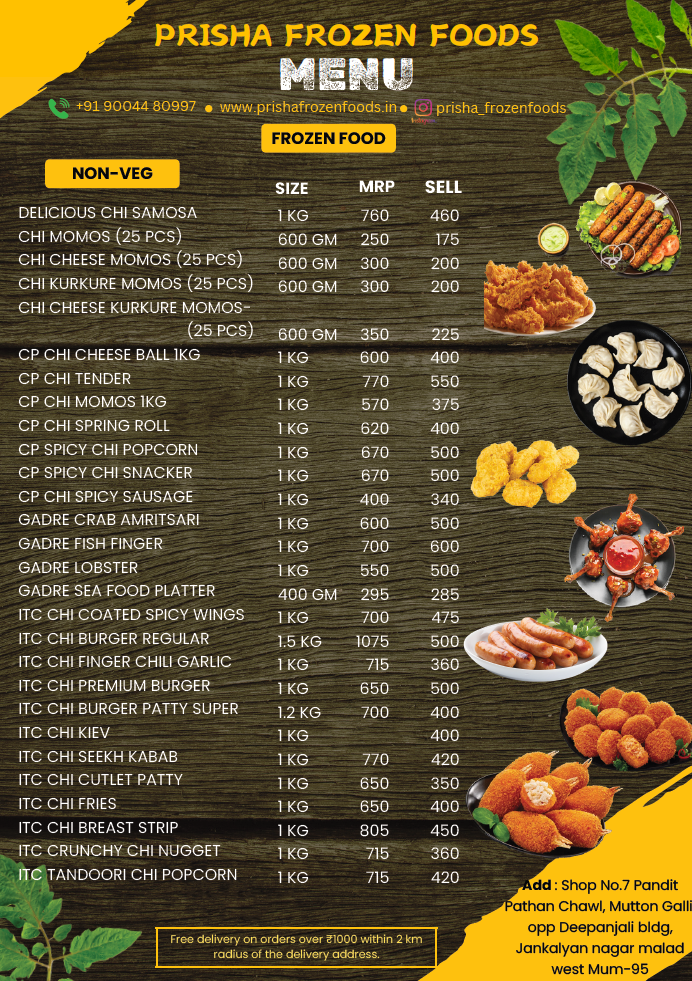 PRISHA FROZEN FOODS
MENU
+91 90044 80997 ● www.prishafrozenfoods.in ● prisha_frozenfoods
FROZEN FOOD
NON-VEG
SIZE MRP SELL
DELICIOUS CHI SAMOSA 1 KG 760 460
CHI MOMOS (25 PCS) 600 GM 250 175
CHI CHEESE MOMOS (25 PCS) 600 GM 300 200
CHI KURKURE MOMOS (25 PCS) 600 GM 300 200
CHI CHEESE KURKURE MOMOS-
(25 PCS) 600 GM 350 225
CP CHI CHEESE BALL 1KG 1 KG 600 400
CP CHI TENDER 1 KG 770 550
CP CHI MOMOS 1KG 1 KG 570 375
CP CHI SPRING ROLL 1 KG 620 400
CP SPICY CHI POPCORN 1 KG 670 500
CP SPICY CHI SNACKER 1 KG 670 500
CP CHI SPICY SAUSAGE 1 KG 400 340
GADRE CRAB AMRITSARI 1 KG 600 500
GADRE FISH FINGER 1 KG 700 600
GADRE LOBSTER 1 KG 550 500
GADRE SEA FOOD PLATTER 400 GM 295 285
ITC CHI COATED SPICY WINGS 1 KG 700 475
ITC CHI BURGER REGULAR 1.5 KG 1075 500
ITC CHI FINGER CHILI GARLIC 1 KG 715 360
ITC CHI PREMIUM BURGER 1 KG 650 500
ITC CHI BURGER PATTY SUPER 1.2 KG 700 400
ITC CHI KIEV 1 KG 400
ITC CHI SEEKH KABAB 1 KG 770 420
ITC CHI CUTLET PATTY 1 KG 650 350
ITC CHI FRIES 1 KG 650 400
ITC CHI BREAST STRIP 1 KG 805 450
ITC CRUNCHY CHI NUGGET 1 KG 715 360
ITC TANDOORI CHI POPCORN 1 KG 715 420
Add : Shop No.7 Pandit
Pathan Chawl, Mutton Galli
opp Deepanjali bldg,
Jankalyan nagar malad
west Mum-95
Free delivery on orders over ₹1000 within 2 km
radius of the delivery address.